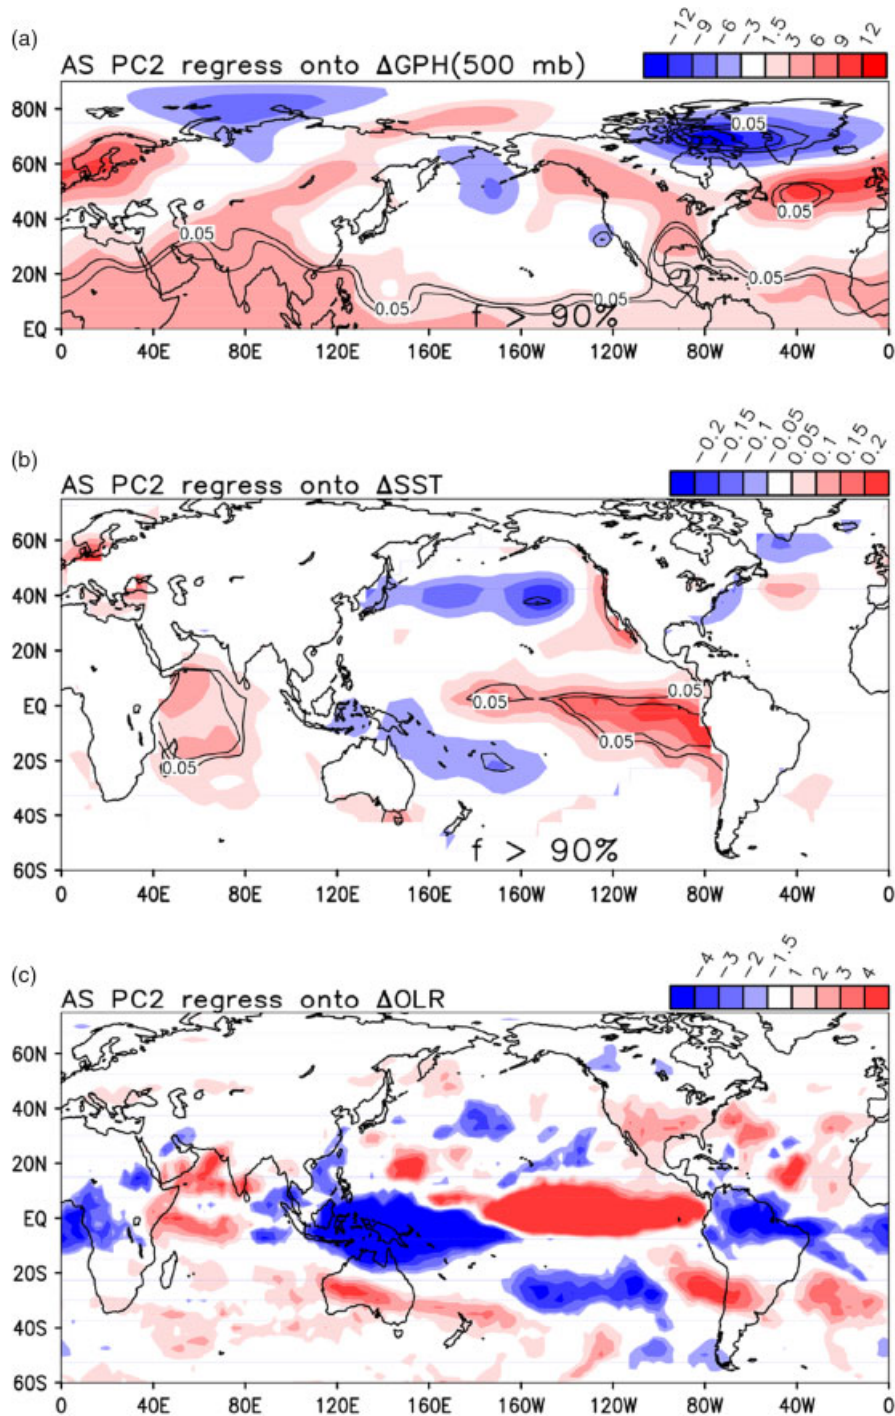 (a)
−12 −9 −6 −3 1.5 3 6 9 12
AS PC2 regress onto ΔGPH(500 mb)
80N
0.05
60N
40N
0.05
0.05
20N
0.05
0.05
0.05
f > 90%
EQ
0 40E 80E 120E 160E 160W 120W 80W 40W 0
(b)
−0.2 −0.15 −0.1 −0.05 0.05 0.1 0.15 0.2
AS PC2 regress onto ΔSST
60N
40N
20N
0.05
0.05
EQ
0.05
20S
0.05
40S
f > 90%
60S
0 40E 80E 120E 160E 160W 120W 80W 40W 0
(c)
−4 −3 −2 −1.5 1 2 3 4
AS PC2 regress onto ΔOLR
60N
40N
20N
EQ
20S
40S
60S
0 40E 80E 120E 160E 160W 120W 80W 40W 0